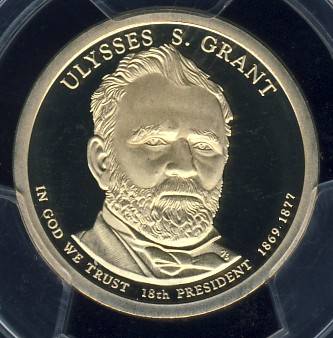 ULYSSES S. GRANT
IN GOD WE TRUST 18th PRESIDENT 1869-1877